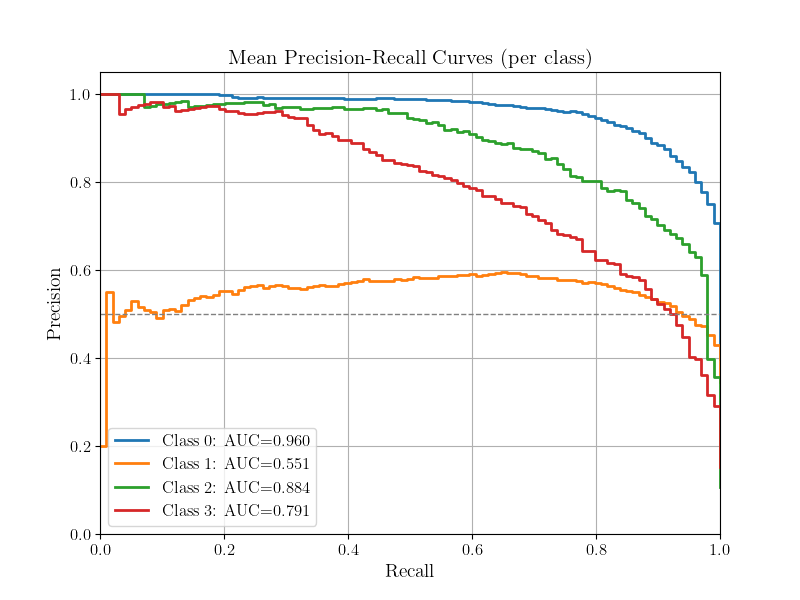 Mean Precision-Recall Curves (per class)
Precision
1.0
0.8
0.6
0.4
0.2
0.0
Class 0: AUC=0.960
Class 1: AUC=0.551
Class 2: AUC=0.884
Class 3: AUC=0.791
0.0 0.2 0.4 0.6 0.8 1.0
Recall